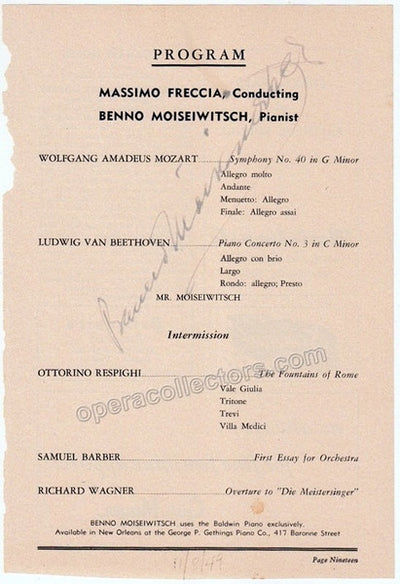 PROGRAM
MASSIMO FRECCIA, Conducting
BENNO MOISEIWITSCH, Pianist
WOLFGANG AMADEUS MOZART Symphony No. 40 in G Minor
Allegro molto
Andante
Menuetto: Allegro
Finale: Allegro assai
LUDWIG VAN BEETHOVEN Piano Concerto No. 3 in C Minor
Allegro con brio
Largo
Rondo: allegro; Presto
MR. MOISEIWITSCH
Benno Moiseiwitsch
Intermission
OTTORINO RESPIGHI The Fountains of Rome
Vale Giulia
Tritone
Trevi
Villa Medici
operacollectors.com
SAMUEL BARBER First Essay for Orchestra
RICHARD WAGNER Overture to "Die Meistersinger"
BENNO MOISEIWITSCH uses the Baldwin Piano exclusively.
Available in New Orleans at the George P. Gethings Piano Co., 417 Baronne Street
Page Nineteen